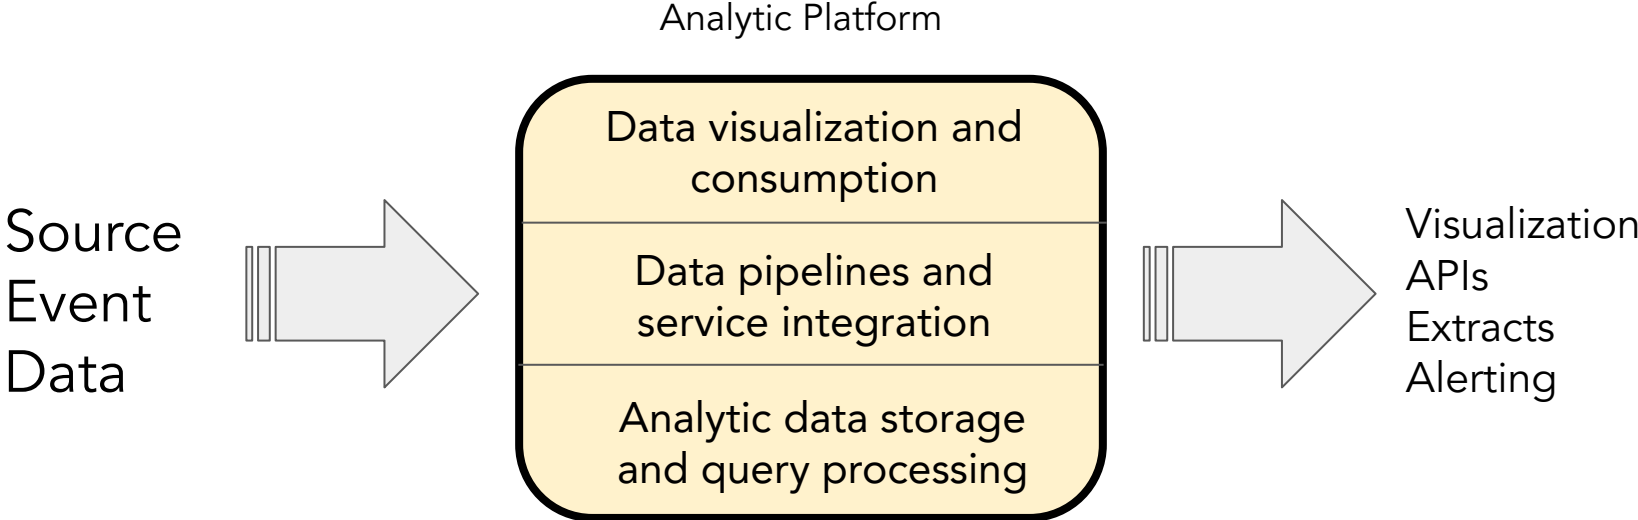 Analytic Platform
Source
Event
Data
Data visualization and
consumption
Data pipelines and
service integration
Analytic data storage
and query processing
Visualization
APIs
Extracts
Alerting